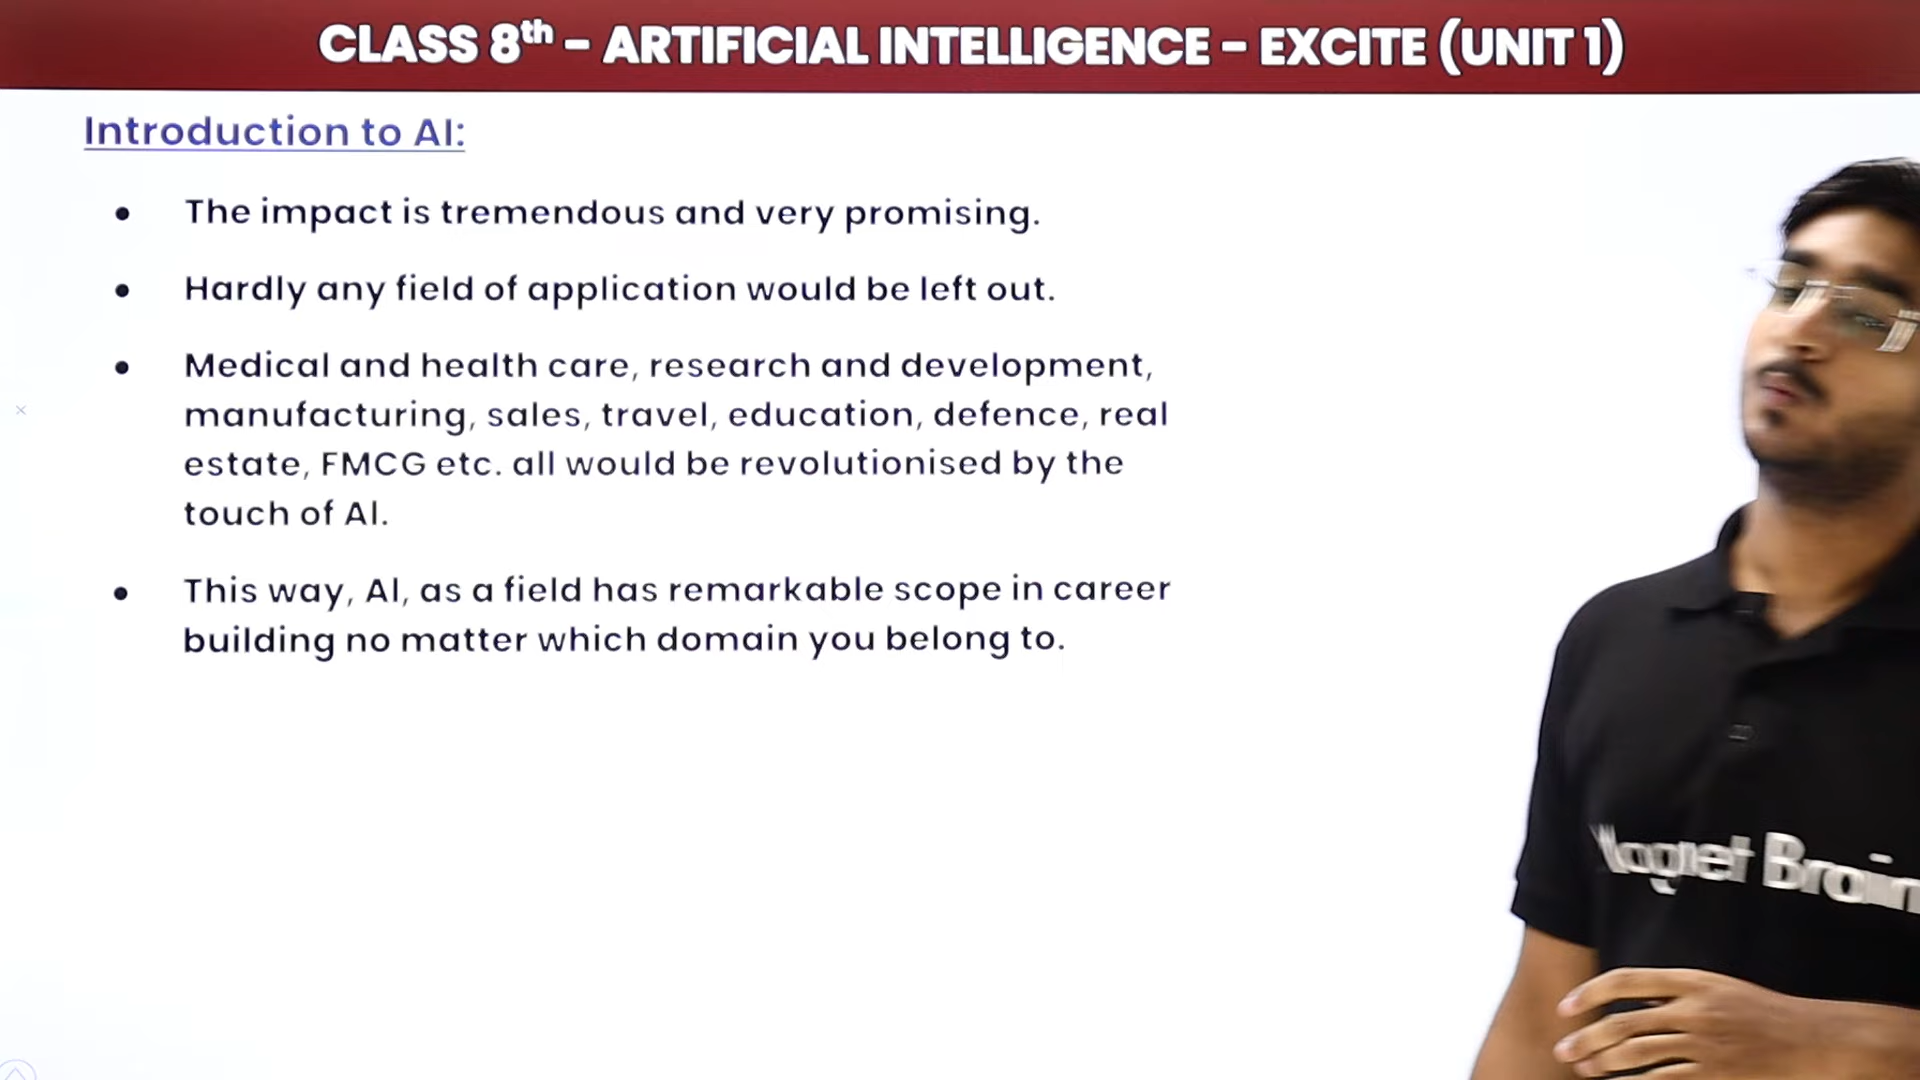 CLASS 8th - ARTIFICIAL INTELLIGENCE - EXCITE (UNIT 1)
Introduction to AI:
• The impact is tremendous and very promising.
• Hardly any field of application would be left out.
• Medical and health care, research and development,
manufacturing, sales, travel, education, defence, real
estate, FMCG etc. all would be revolutionised by the
touch of AI.
• This way, AI, as a field has remarkable scope in career
building no matter which domain you belong to.
Magnet Brain